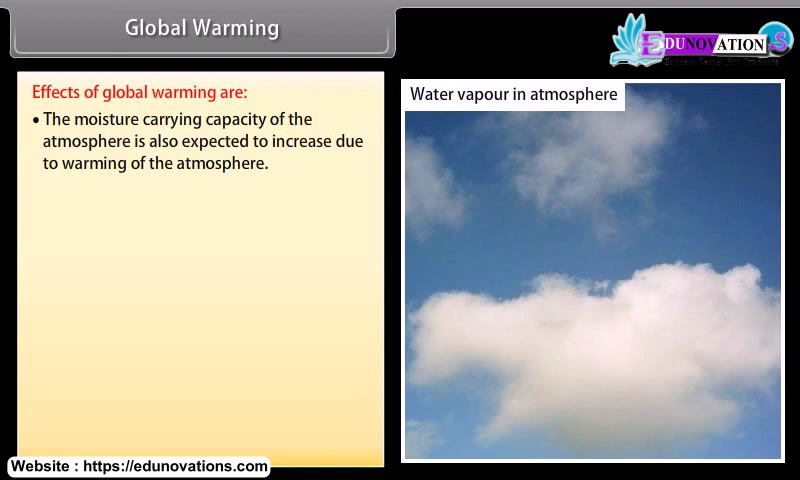 Global Warming
EDUNOVATIONS
Effects of global warming are:
• The moisture carrying capacity of the
atmosphere is also expected to increase due
to warming of the atmosphere.
Water vapour in atmosphere
Website : https://edunovations.com